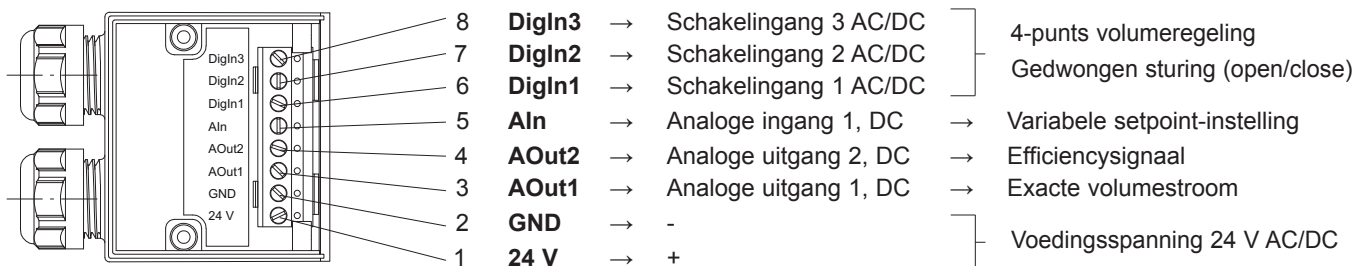 8 DigIn3 → Schakelingang 3 AC/DC
7 DigIn2 → Schakelingang 2 AC/DC
6 DigIn1 → Schakelingang 1 AC/DC
4-punts volumeregeling
Gedwongen sturing (open/close)
5 AIn → Analoge ingang 1, DC → Variabele setpoint-instelling
4 AOut2 → Analoge uitgang 2, DC → Efficiencysignaal
3 AOut1 → Analoge uitgang 1, DC → Exacte volumestroom
2 GND → -
1 24 V → +
Voedingsspanning 24 V AC/DC
DigIn3
DigIn2
DigIn1
AIn
AOut2
AOut1
GND
24 V